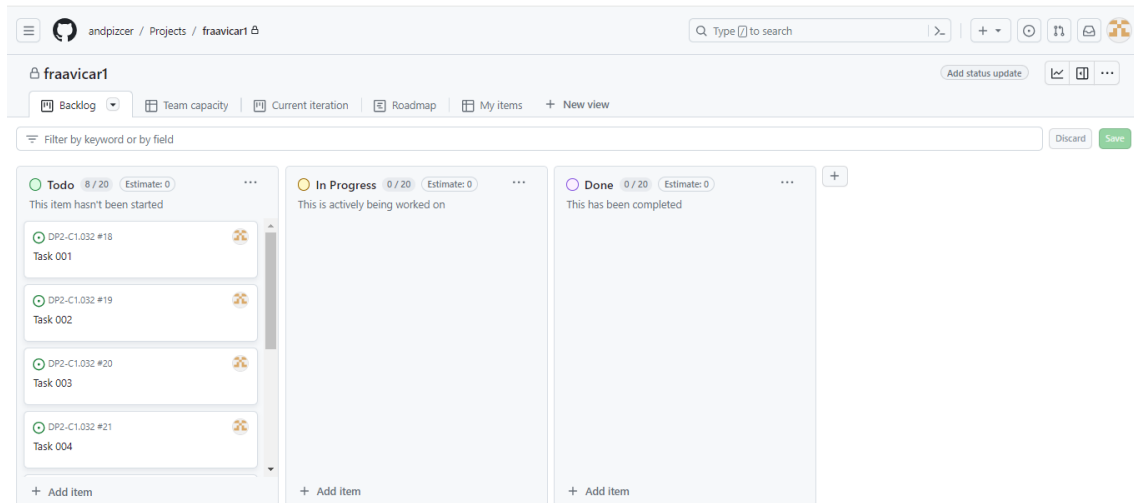 andpizcer / Projects / fraavicar1
Type / to search
fraavicar1
Add status update
Backlog
Team capacity
Current iteration
Roadmap
My items
+ New view
Filter by keyword or by field
Discard
Save
Todo 8 / 20 Estimate: 0
This item hasn't been started
DP2-C1.032 #18
Task 001
DP2-C1.032 #19
Task 002
DP2-C1.032 #20
Task 003
DP2-C1.032 #21
Task 004
+ Add item
In Progress 0 / 20 Estimate: 0
This is actively being worked on
+ Add item
Done 0 / 20 Estimate: 0
This has been completed
+ Add item